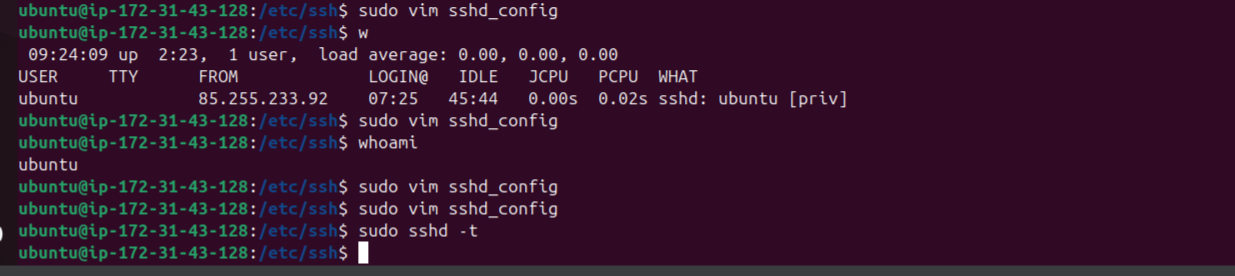 ubuntu@ip-172-31-43-128:/etc/ssh$ sudo vim sshd_config
ubuntu@ip-172-31-43-128:/etc/ssh$ w
 09:24:09 up  2:23,  1 user,  load average: 0.00, 0.00, 0.00
USER     TTY      FROM             LOGIN@   IDLE   JCPU   PCPU  WHAT
ubuntu            85.255.233.92    07:25   45:44   0.00s  0.02s sshd: ubuntu [priv]
ubuntu@ip-172-31-43-128:/etc/ssh$ sudo vim sshd_config
ubuntu@ip-172-31-43-128:/etc/ssh$ whoami
ubuntu
ubuntu@ip-172-31-43-128:/etc/ssh$ sudo vim sshd_config
ubuntu@ip-172-31-43-128:/etc/ssh$ sudo vim sshd_config
ubuntu@ip-172-31-43-128:/etc/ssh$ sudo sshd -t
ubuntu@ip-172-31-43-128:/etc/ssh$